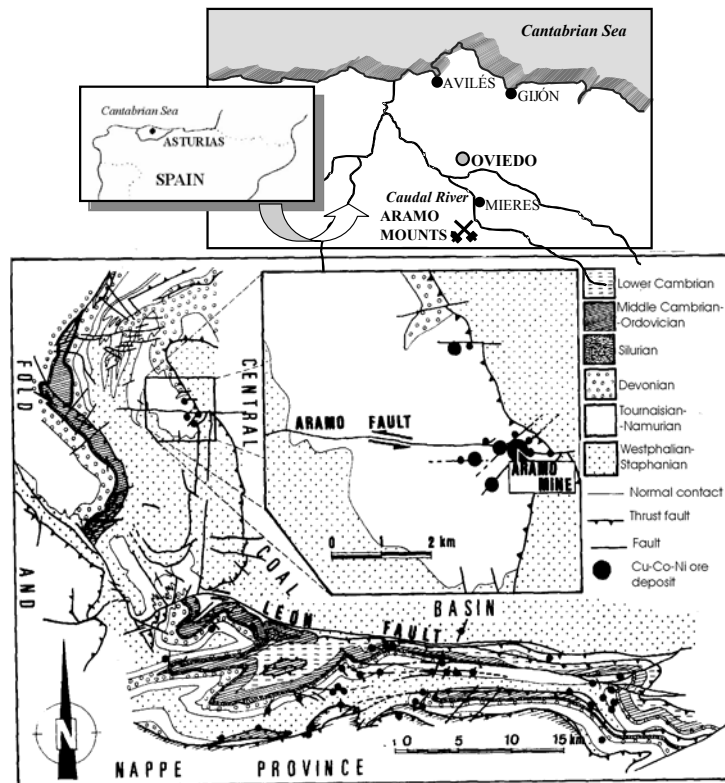 Cantabrian Sea
AVILÉS
GIJÓN
Cantabrian Sea
ASTURIAS
SPAIN
OVIEDO
Caudal River
MIERES
ARAMO
MOUNTS
Lower Cambrian
Middle Cambrian-
-Ordovician
Silurian
Devonian
Tournaisian-
-Namurian
Westphalian-
Staphanian
Normal contact
Thrust fault
Fault
Cu-Co-Ni ore
deposit
FOLD
AND
NAPPE PROVINCE
CENTRAL
COAL
BASIN
ARAMO FAULT
ARAMO
MINE
0 1 2 km
LEON FAULT
N
0 5 10 15 km